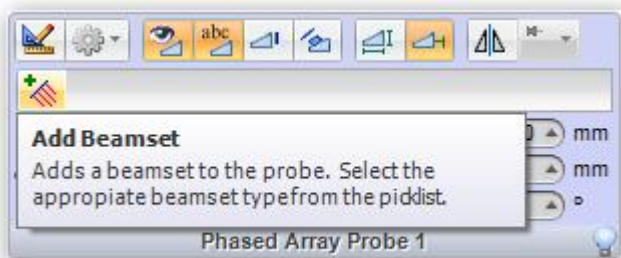 abc
Add Beamset
Adds a beamset to the probe. Select the
appropiate beamset type from the picklist.
mm
mm
°
Phased Array Probe 1